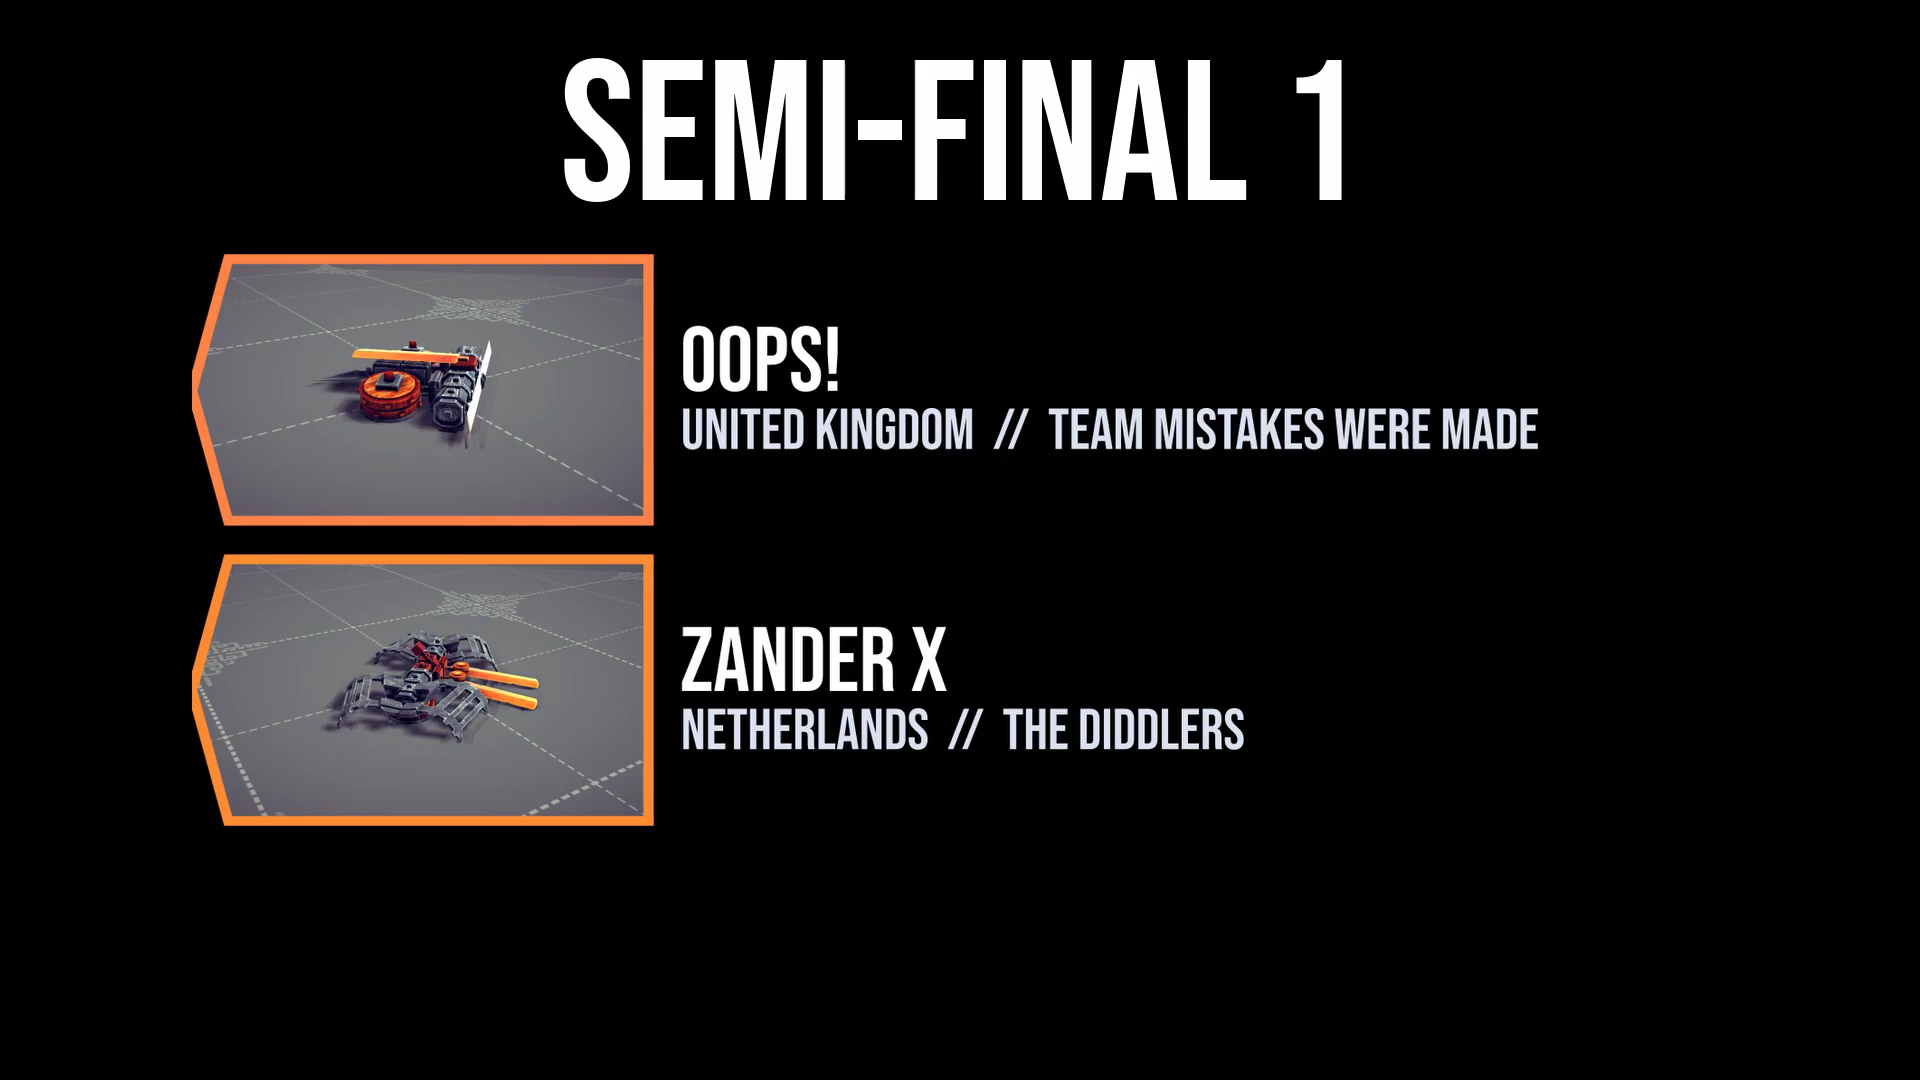 SEMI-FINAL 1
OOPS!
UNITED KINGDOM // TEAM MISTAKES WERE MADE
ZANDER X
NETHERLANDS // THE DIDDLERS